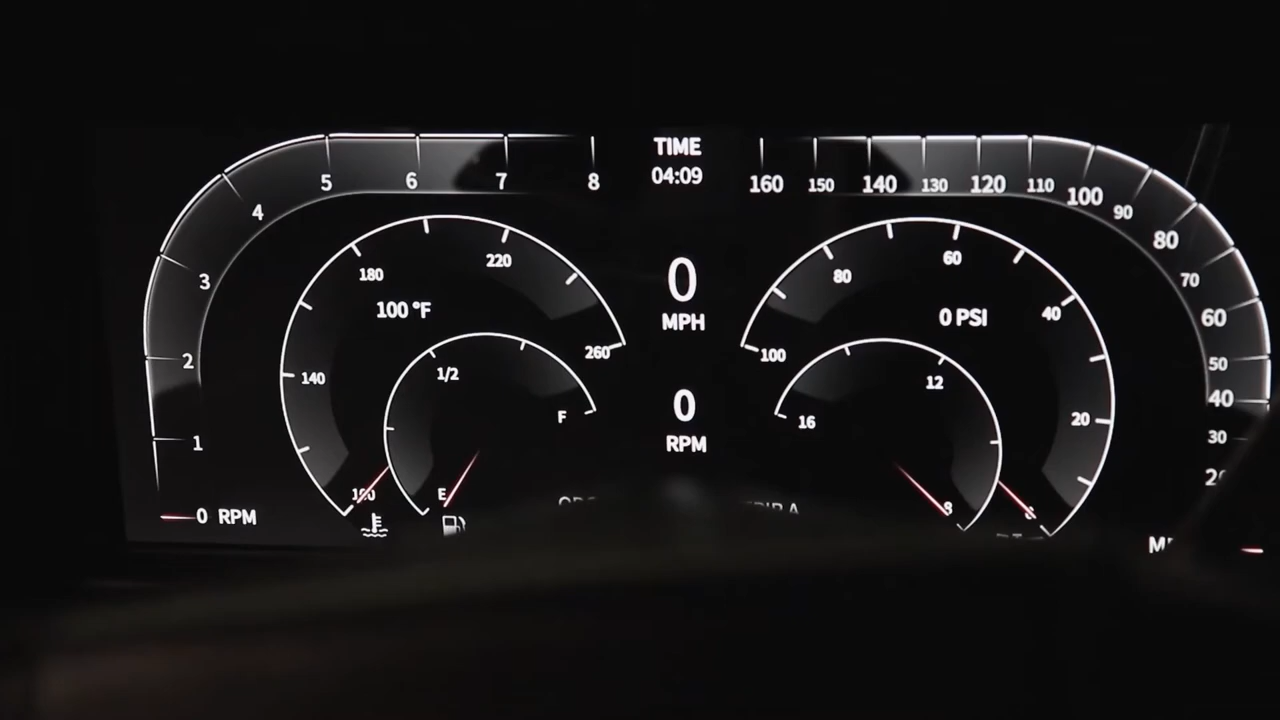 5 6 7 8
4
3
2
1
0 RPM
180 220
100 °F
140 260
100
1/2
F
E
TIME
04:09
0
MPH
0
RPM
160 150 140 130 120 110 100 90 80 70 60 50 40 30
80 60 40 20
0 PSI
100
12
16
8